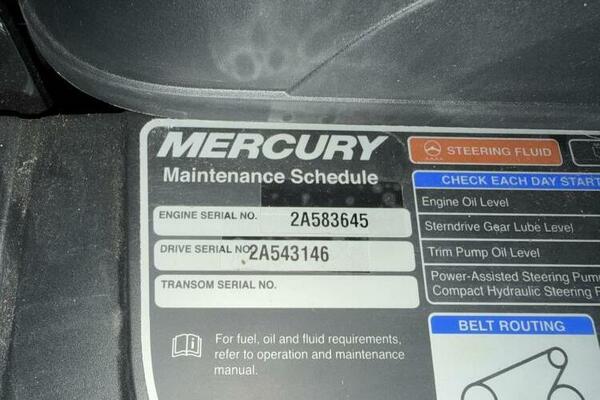 MERCURY
Maintenance Schedule
ENGINE SERIAL NO. 2A583645
DRIVE SERIAL NO. 2A543146
TRANSOM SERIAL NO.
For fuel, oil and fluid requirements,
refer to operation and maintenance
manual.
STEERING FLUID
CHECK EACH DAY START
Engine Oil Level
Sterndrive Gear Lube Level
Trim Pump Oil Level
Power-Assisted Steering Pump
Compact Hydraulic Steering
BELT ROUTING